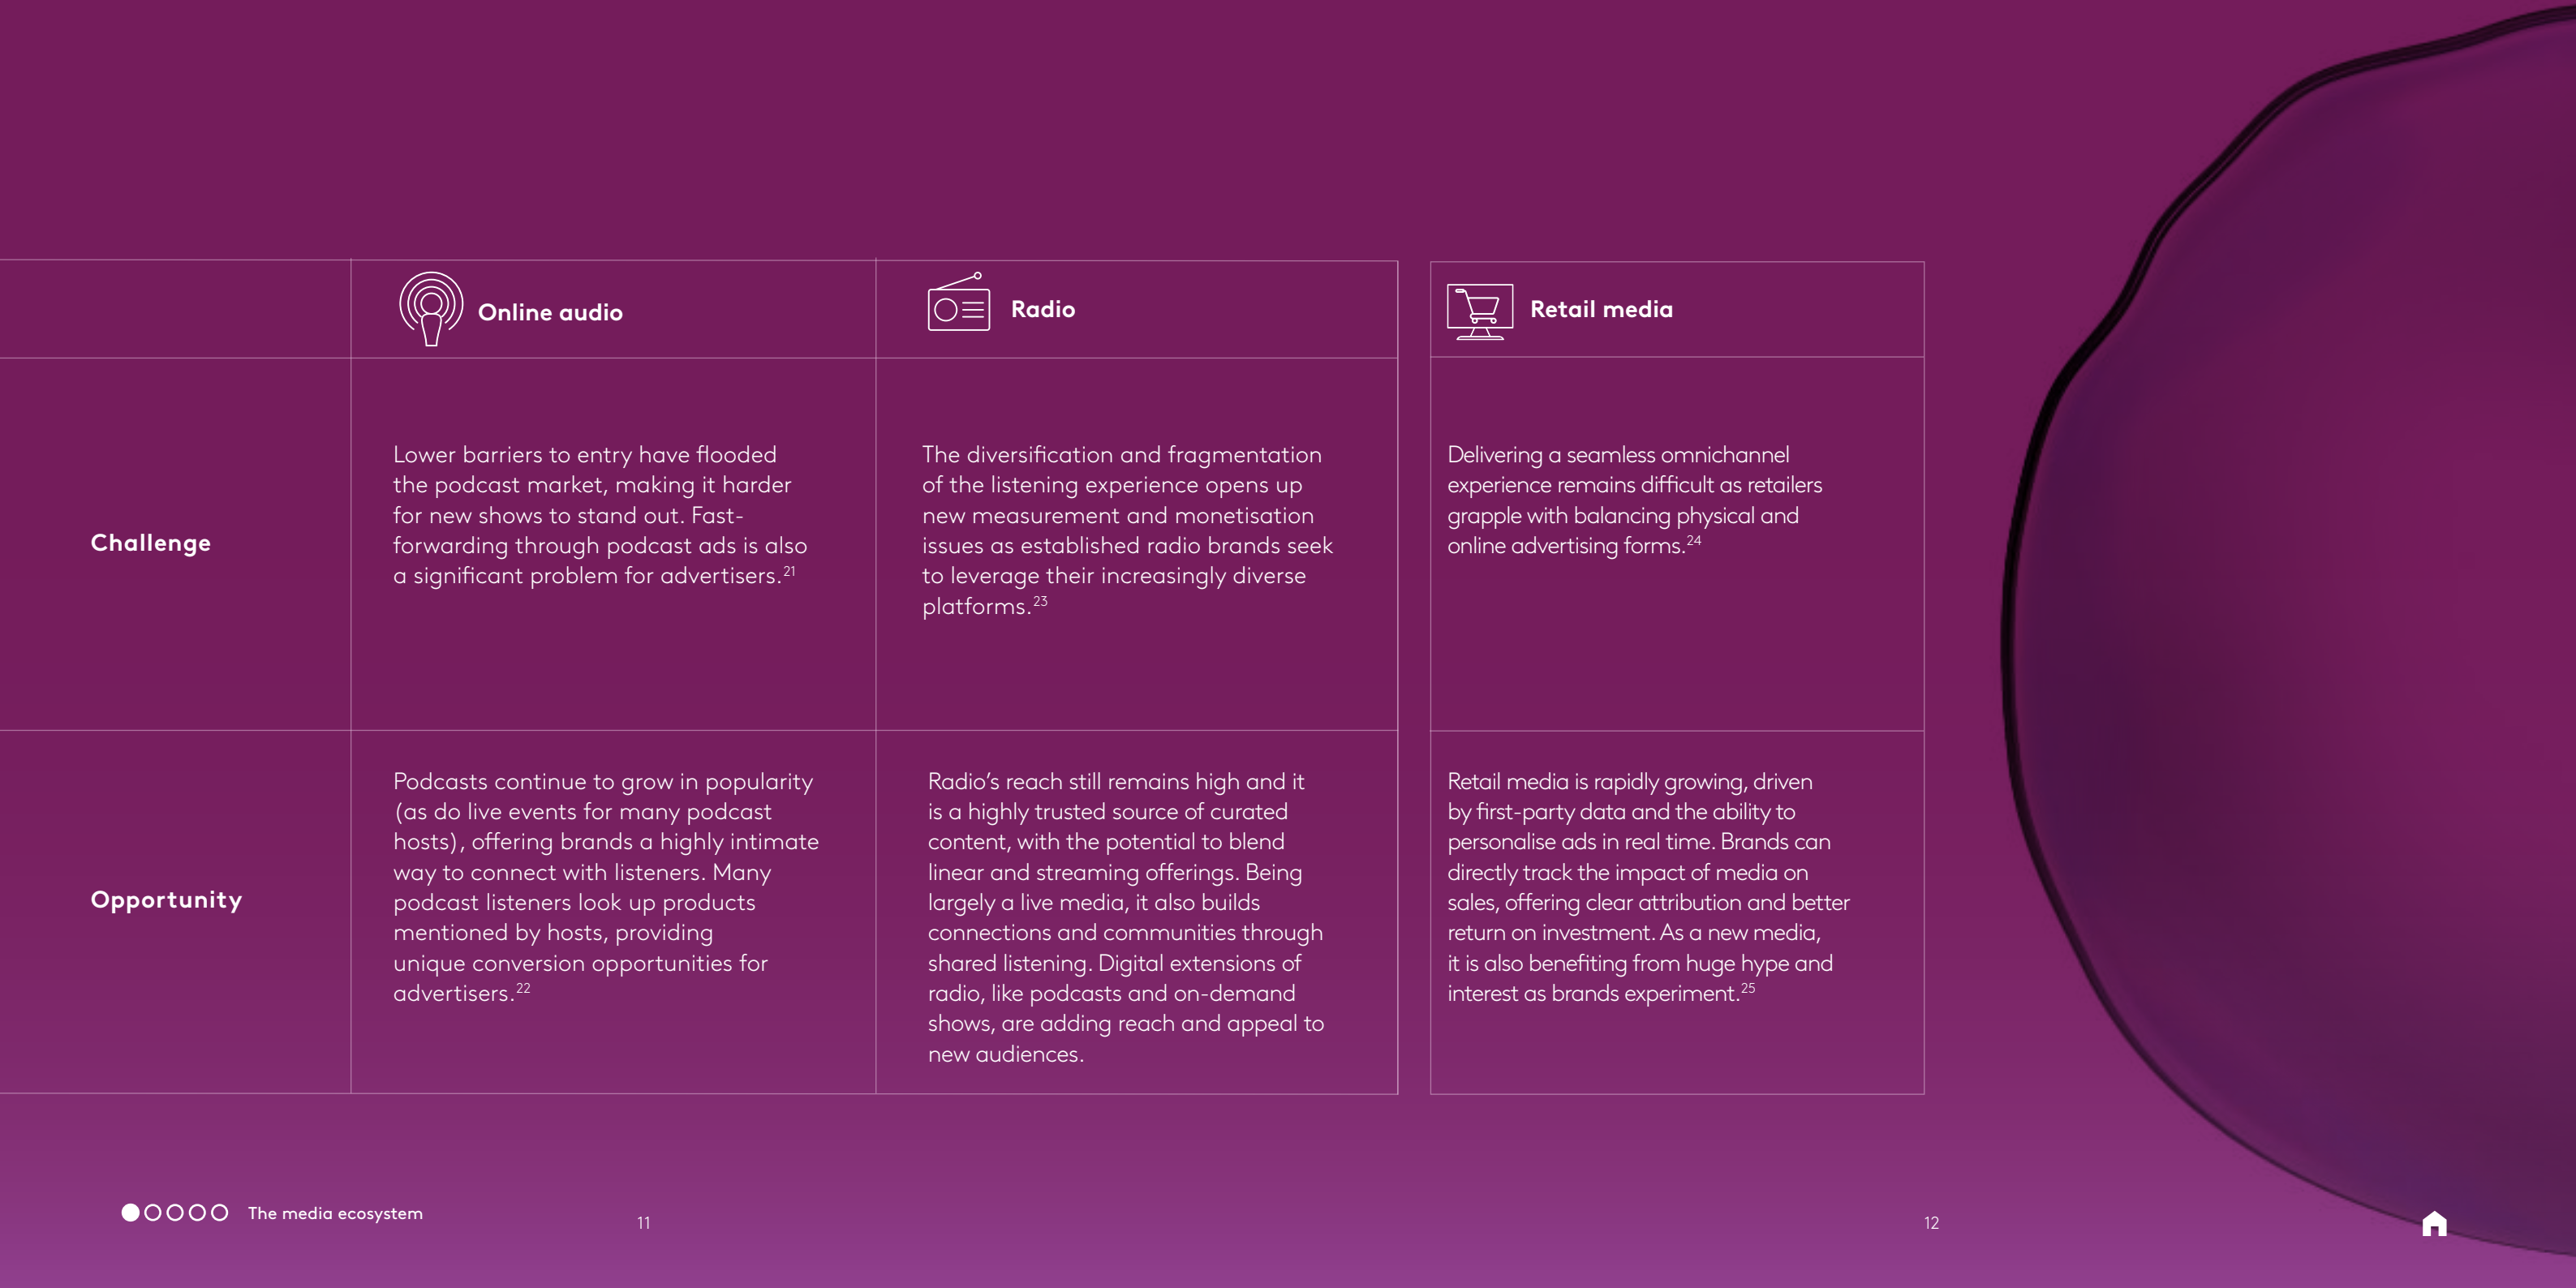 Online audio
Radio
Retail media
Challenge
Lower barriers to entry have flooded
the podcast market, making it harder
for new shows to stand out. Fast-
forwarding through podcast ads is also
a significant problem for advertisers.21
The diversification and fragmentation
of the listening experience opens up
new measurement and monetisation
issues as established radio brands seek
to leverage their increasingly diverse
platforms.23
Delivering a seamless omnichannel
experience remains difficult as retailers
grapple with balancing physical and
online advertising forms.24
Opportunity
Podcasts continue to grow in popularity
(as do live events for many podcast
hosts), offering brands a highly intimate
way to connect with listeners. Many
podcast listeners look up products
mentioned by hosts, providing
unique conversion opportunities for
advertisers.22
Radio’s reach still remains high and it
is a highly trusted source of curated
content, with the potential to blend
linear and streaming offerings. Being
largely a live media, it also builds
connections and communities through
shared listening. Digital extensions of
radio, like podcasts and on-demand
shows, are adding reach and appeal to
new audiences.
Retail media is rapidly growing, driven
by first-party data and the ability to
personalise ads in real time. Brands can
directly track the impact of media on
sales, offering clear attribution and better
return on investment. As a new media,
it is also benefiting from huge hype and
interest as brands experiment.25
The media ecosystem
11
12